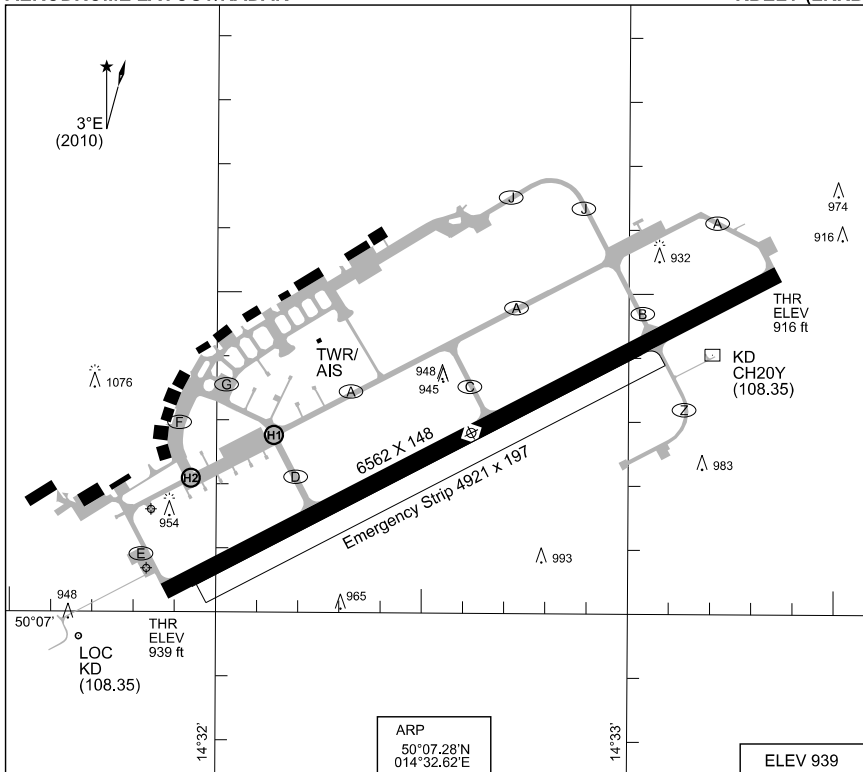 3°E
(2010)
J
J
A
974
916
932
THR
ELEV
916 ft
B
A
TWR/
AIS
KD
CH20Y
(108.35)
948
945
1076
G
A
C
F
Z
H1
6562 X 148
H2
D
983
Emergency Strip 4921 x 197
954
E
993
948
965
50°07'
THR
ELEV
939 ft
LOC
KD
(108.35)
14°32'
14°33'
ARP
50°07.28'N
014°32.62'E
ELEV 939